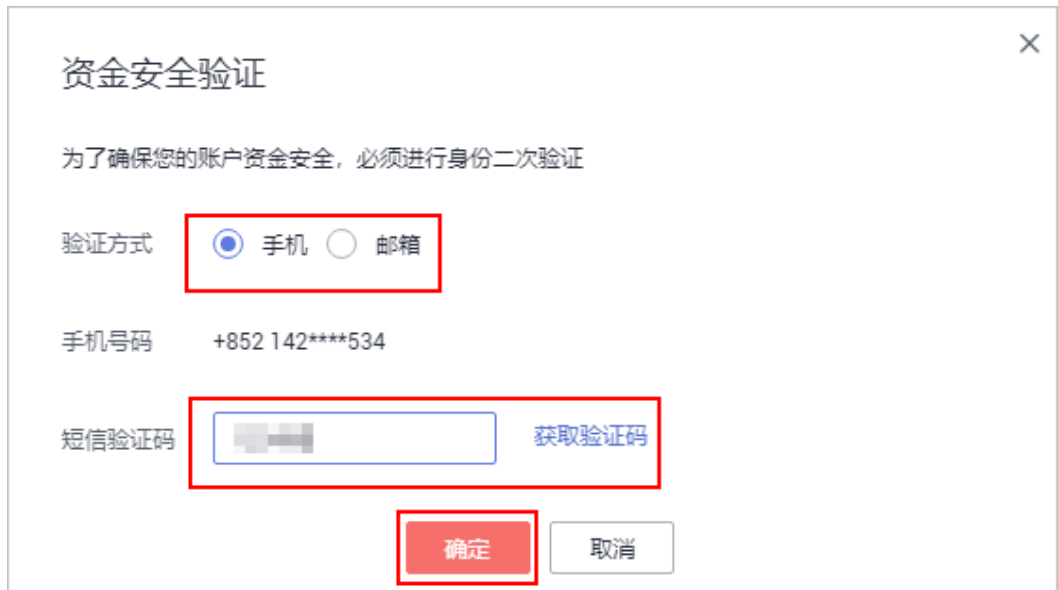 资金安全验证
为了确保您的账户资金安全，必须进行身份二次验证
验证方式 手机 邮箱
手机号码 +852 142****534
短信验证码 获取验证码
确定 取消